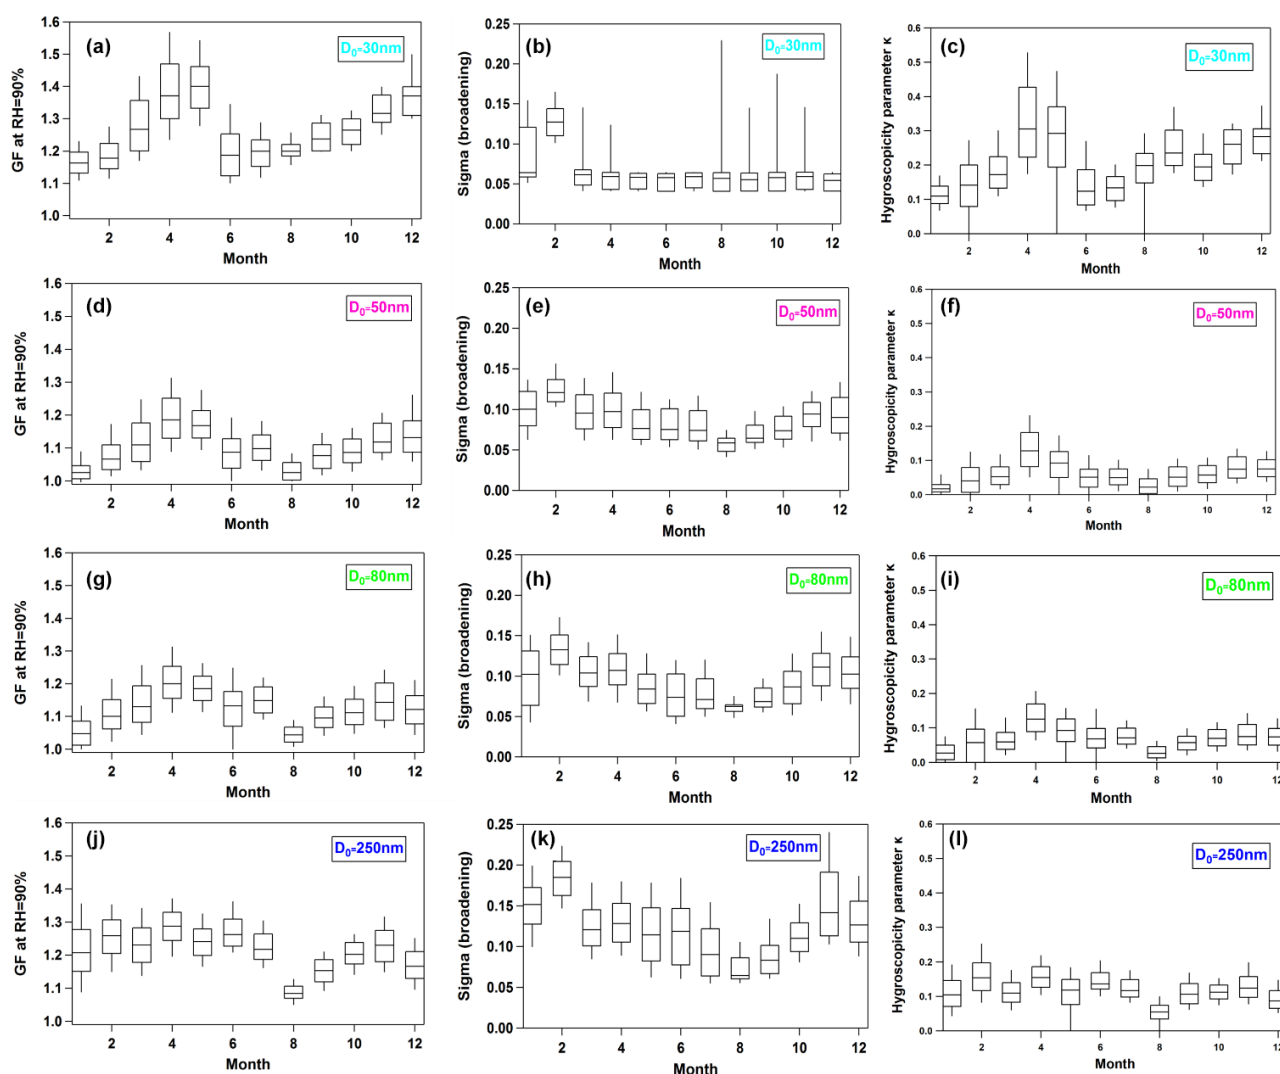 (a)
D₀=30nm
GF at RH=90%
1.6
1.5
1.4
1.3
1.2
1.1
1.0
2 4 6 8 10 12
Month
(b)
D₀=30nm
Sigma (broadening)
0.25
0.20
0.15
0.10
0.05
0.00
2 4 6 8 10 12
Month
(c)
D₀=30nm
Hygroscopicity parameter κ
0.6
0.5
0.4
0.3
0.2
0.1
0.0
2 4 6 8 10 12
Month
(d)
D₀=50nm
GF at RH=90%
1.6
1.5
1.4
1.3
1.2
1.1
1.0
2 4 6 8 10 12
Month
(e)
D₀=50nm
Sigma (broadening)
0.25
0.20
0.15
0.10
0.05
0.00
2 4 6 8 10 12
Month
(f)
D₀=50nm
Hygroscopicity parameter κ
0.6
0.5
0.4
0.3
0.2
0.1
0.0
2 4 6 8 10 12
Month
(g)
D₀=80nm
GF at RH=90%
1.6
1.5
1.4
1.3
1.2
1.1
1.0
2 4 6 8 10 12
Month
(h)
D₀=80nm
Sigma (broadening)
0.25
0.20
0.15
0.10
0.05
0.00
2 4 6 8 10 12
Month
(i)
D₀=80nm
Hygroscopicity parameter κ
0.6
0.5
0.4
0.3
0.2
0.1
0.0
2 4 6 8 10 12
Month
(j)
D₀=250nm
GF at RH=90%
1.6
1.5
1.4
1.3
1.2
1.1
1.0
2 4 6 8 10 12
Month
(k)
D₀=250nm
Sigma (broadening)
0.25
0.20
0.15
0.10
0.05
0.00
2 4 6 8 10 12
Month
(l)
D₀=250nm
Hygroscopicity parameter κ
0.6
0.5
0.4
0.3
0.2
0.1
0.0
2 4 6 8 10 12
Month